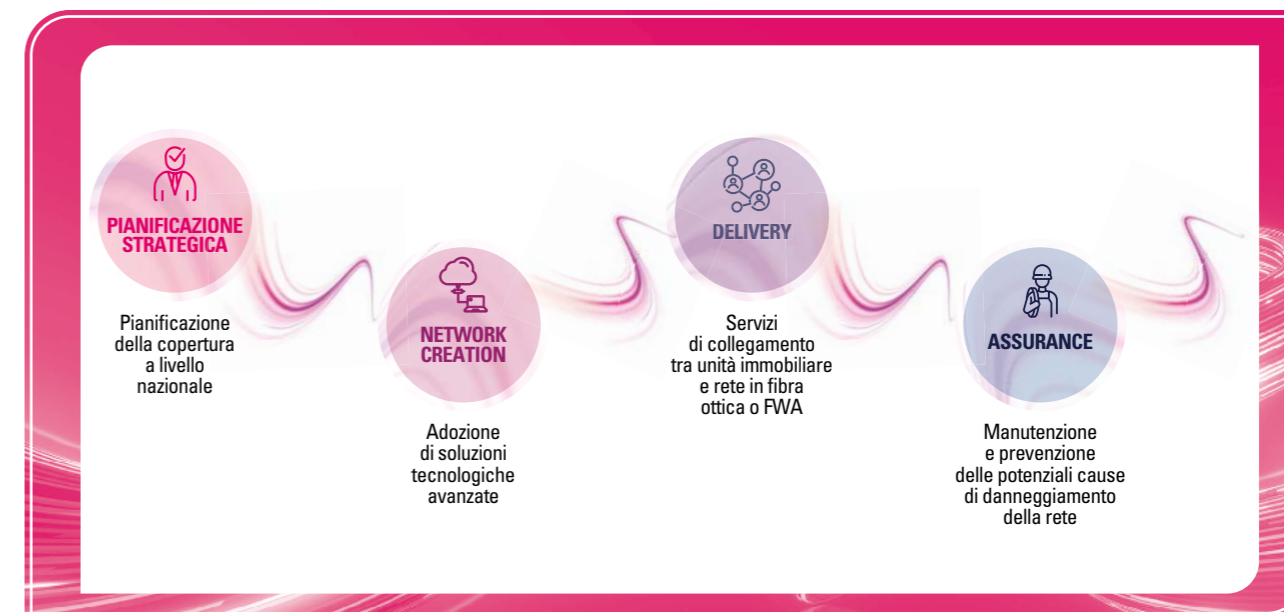 PIANIFICAZIONE
STRATEGICA
Pianificazione
della copertura
a livello
nazionale
NETWORK
CREATION
Adozione
di soluzioni
tecnologiche
avanzate
DELIVERY
Servizi
di collegamento
tra unità immobiliare
e rete in fibra
ottica o FWA
ASSURANCE
Manutenzione
e prevenzione
delle potenziali cause
di danneggiamento
della rete